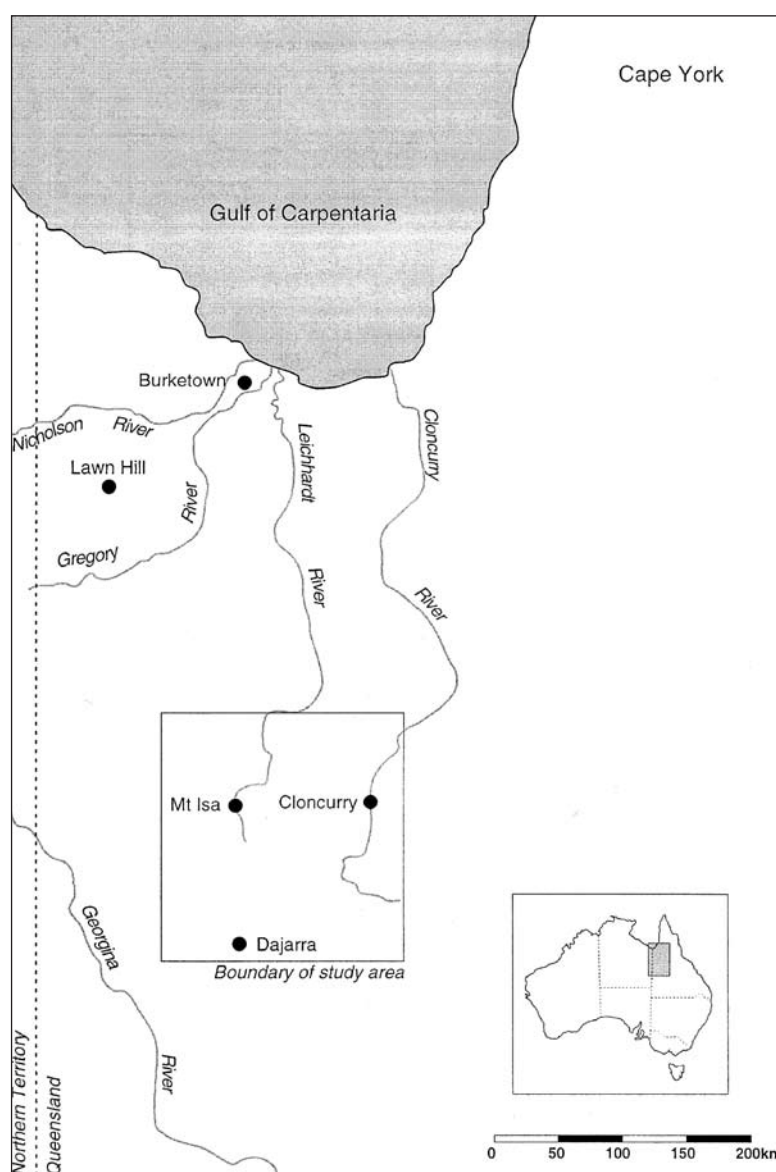 Cape York
Gulf of Carpentaria
Burketown
Nicholson River
Lawn Hill
Gregory River
Leichhardt River
Cloncurry River
Mt Isa
Cloncurry
Dajarra
Boundary of study area
Georgina River
Northern Territory
Queensland
0 50 100 150 200km